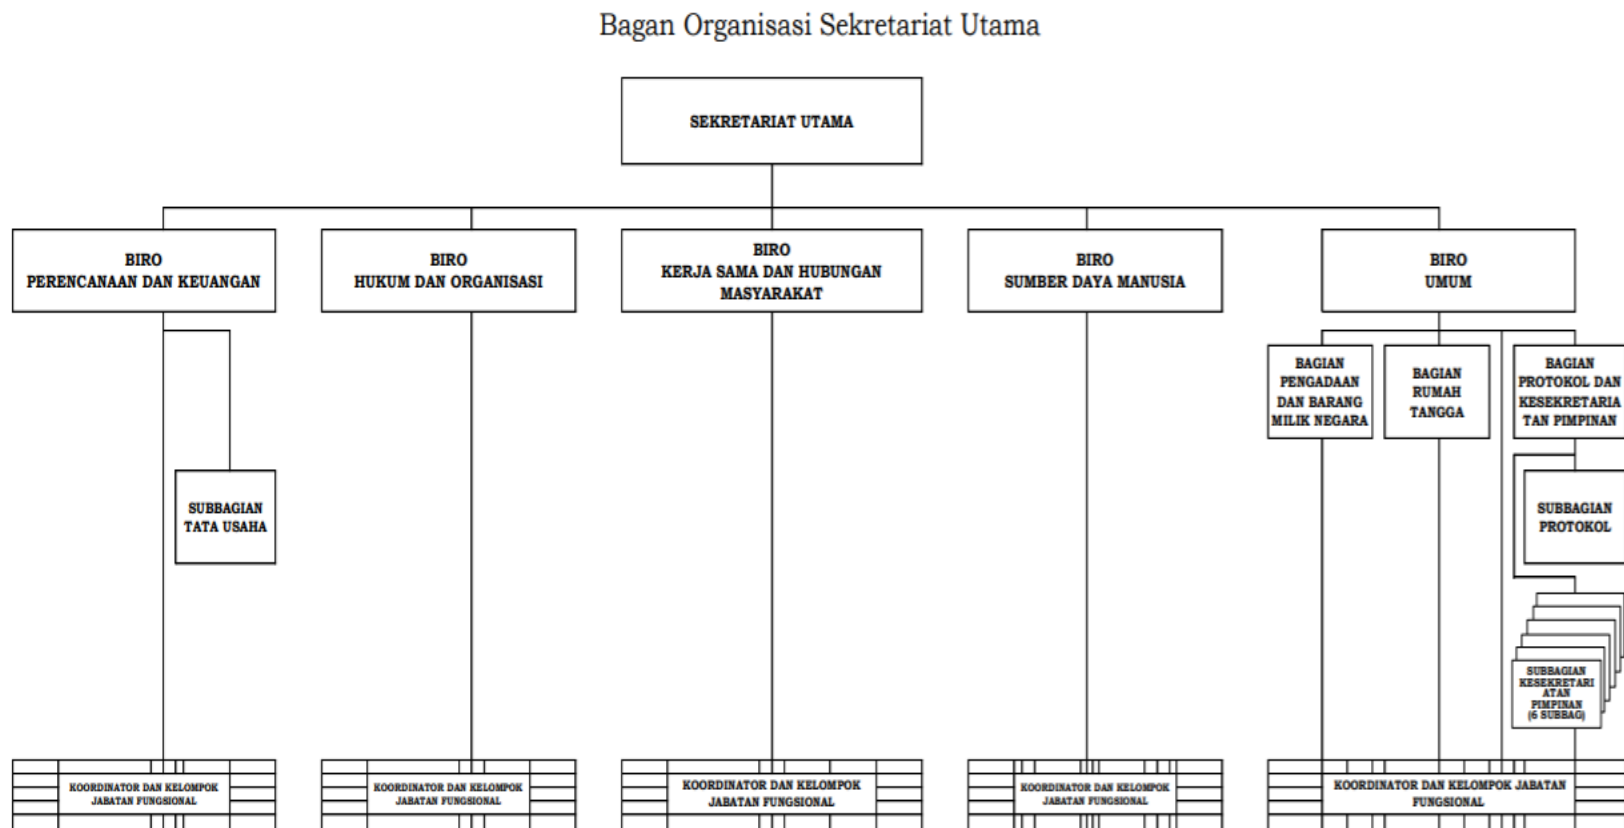 Bagan Organisasi Sekretariat Utama
SEKRETARIAT UTAMA
BIRO
PERENCANAAN DAN KEUANGAN
BIRO
HUKUM DAN ORGANISASI
BIRO
KERJA SAMA DAN HUBUNGAN
MASYARAKAT
BIRO
SUMBER DAYA MANUSIA
BIRO
UMUM
BAGIAN
PENGADAAN
DAN BARANG
MILIK NEGARA
BAGIAN
RUMAH
TANGGA
BAGIAN
PROTOKOL DAN
KESEKRETARIA
TAN PIMPINAN
SUBBAGIAN
TATA USAHA
SUBBAGIAN
PROTOKOL
SUBBAGIAN
KESEKRETARI
ATAN
PIMPINAN
(6 SUBBAG)
KOORDINATOR DAN KELOMPOK
JABATAN FUNGSIONAL
KOORDINATOR DAN KELOMPOK
JABATAN FUNGSIONAL
KOORDINATOR DAN KELOMPOK
JABATAN FUNGSIONAL
KOORDINATOR DAN KELOMPOK
JABATAN FUNGSIONAL
KOORDINATOR DAN KELOMPOK JABATAN
FUNGSIONAL